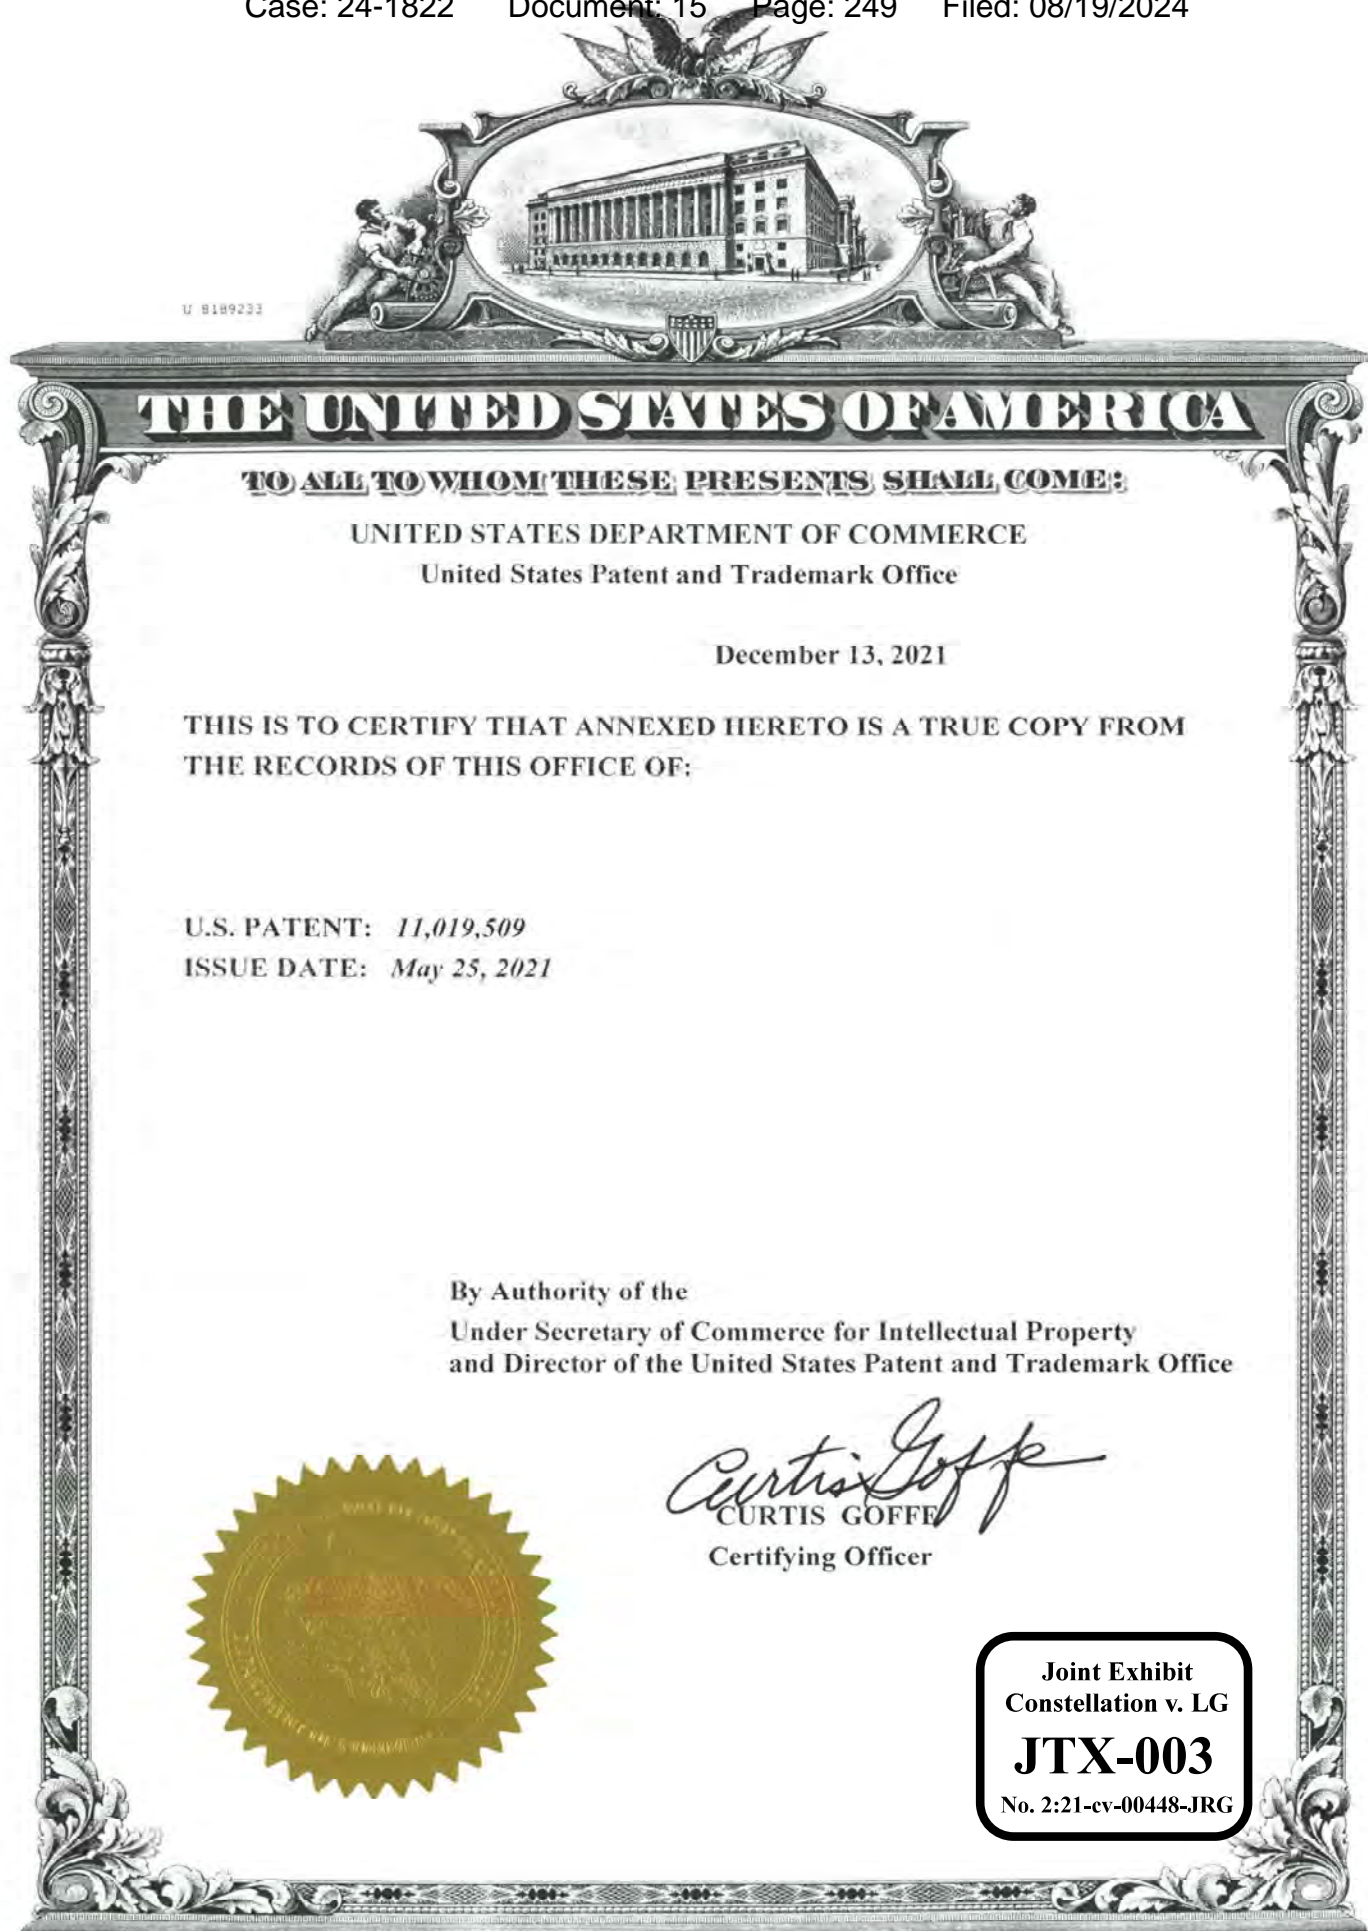 Case: 24-1822 Document: 15 Page: 249 Filed: 08/19/2024
U 8189233
THE UNITED STATES OF AMERICA
TO ALL TO WHOM THESE PRESENTS SHALL COME:
UNITED STATES DEPARTMENT OF COMMERCE
United States Patent and Trademark Office
December 13, 2021
THIS IS TO CERTIFY THAT ANNEXED HERETO IS A TRUE COPY FROM
THE RECORDS OF THIS OFFICE OF:
U.S. PATENT: 11,019,509
ISSUE DATE: May 25, 2021
By Authority of the
Under Secretary of Commerce for Intellectual Property
and Director of the United States Patent and Trademark Office
Curtis Goffe
CURTIS GOFFE
Certifying Officer
Joint Exhibit
Constellation v. LG
JTX-003
No. 2:21-cv-00448-JRG